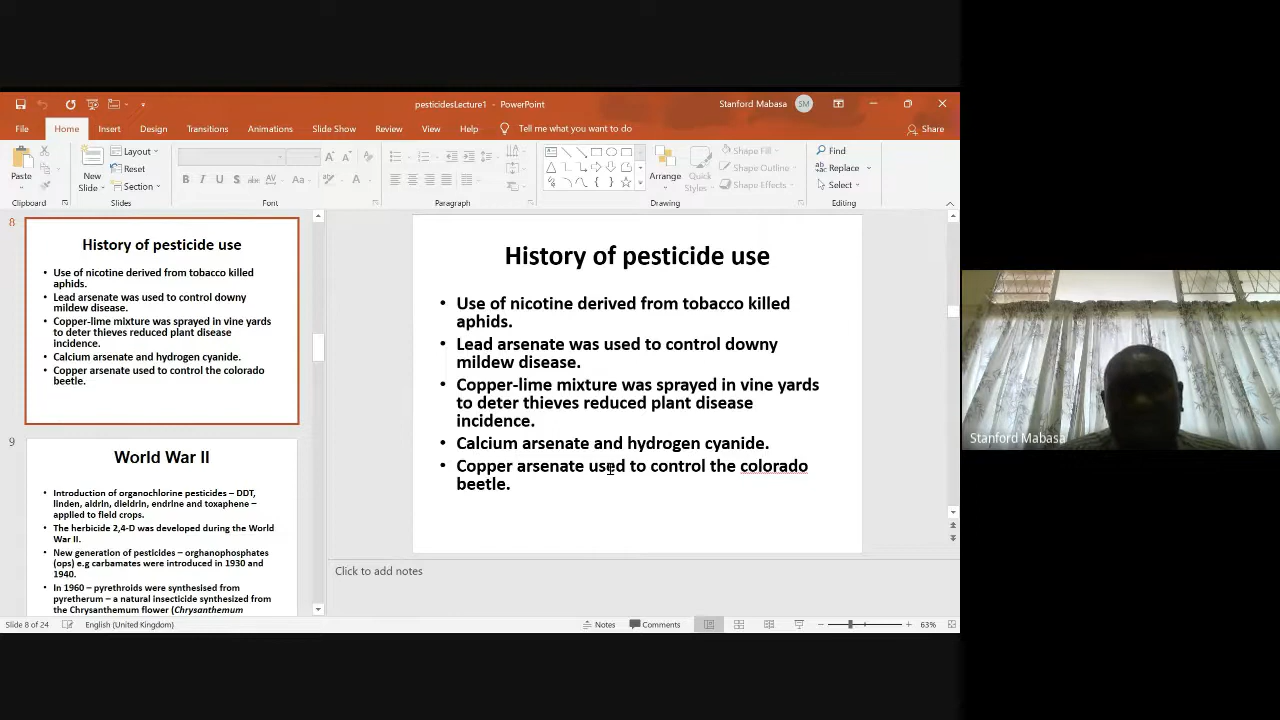 pesticidesLecture1 - PowerPoint
Stanford Mabasa
SM
File
Home
Insert
Design
Transitions
Animations
Slide Show
Review
View
Help
Tell me what you want to do
Share
Paste
Clipboard
New
Slide
Layout
Reset
Section
Slides
B I U S abc AV Aa A
Font
Paragraph
Arrange
Quick
Styles
Shape Fill
Shape Outline
Shape Effects
Drawing
Find
Replace
Select
Editing
8
History of pesticide use
• Use of nicotine derived from tobacco killed
aphids.
• Lead arsenate was used to control downy
mildew disease.
• Copper-lime mixture was sprayed in vine yards
to deter thieves reduced plant disease
incidence.
• Calcium arsenate and hydrogen cyanide.
• Copper arsenate used to control the colorado
beetle.
9
World War II
• Introduction of organochlorine pesticides – DDT,
linden, aldrin, dieldrin, endrine and toxaphene –
applied to field crops.
• The herbicide 2,4-D was developed during the World
War II.
• New generation of pesticides – orghanophosphates
(ops) e.g carbamates were introduced in 1930 and
1940.
• In 1960 – pyrethroids were synthesised from
pyretherum – a natural insecticide synthesized from
the Chrysanthemum flower (Chrysanthemum
History of pesticide use
• Use of nicotine derived from tobacco killed
aphids.
• Lead arsenate was used to control downy
mildew disease.
• Copper-lime mixture was sprayed in vine yards
to deter thieves reduced plant disease
incidence.
• Calcium arsenate and hydrogen cyanide.
• Copper arsenate used to control the colorado
beetle.
Click to add notes
Slide 8 of 24
English (United Kingdom)
Notes
Comments
63%
Stanford Mabasa